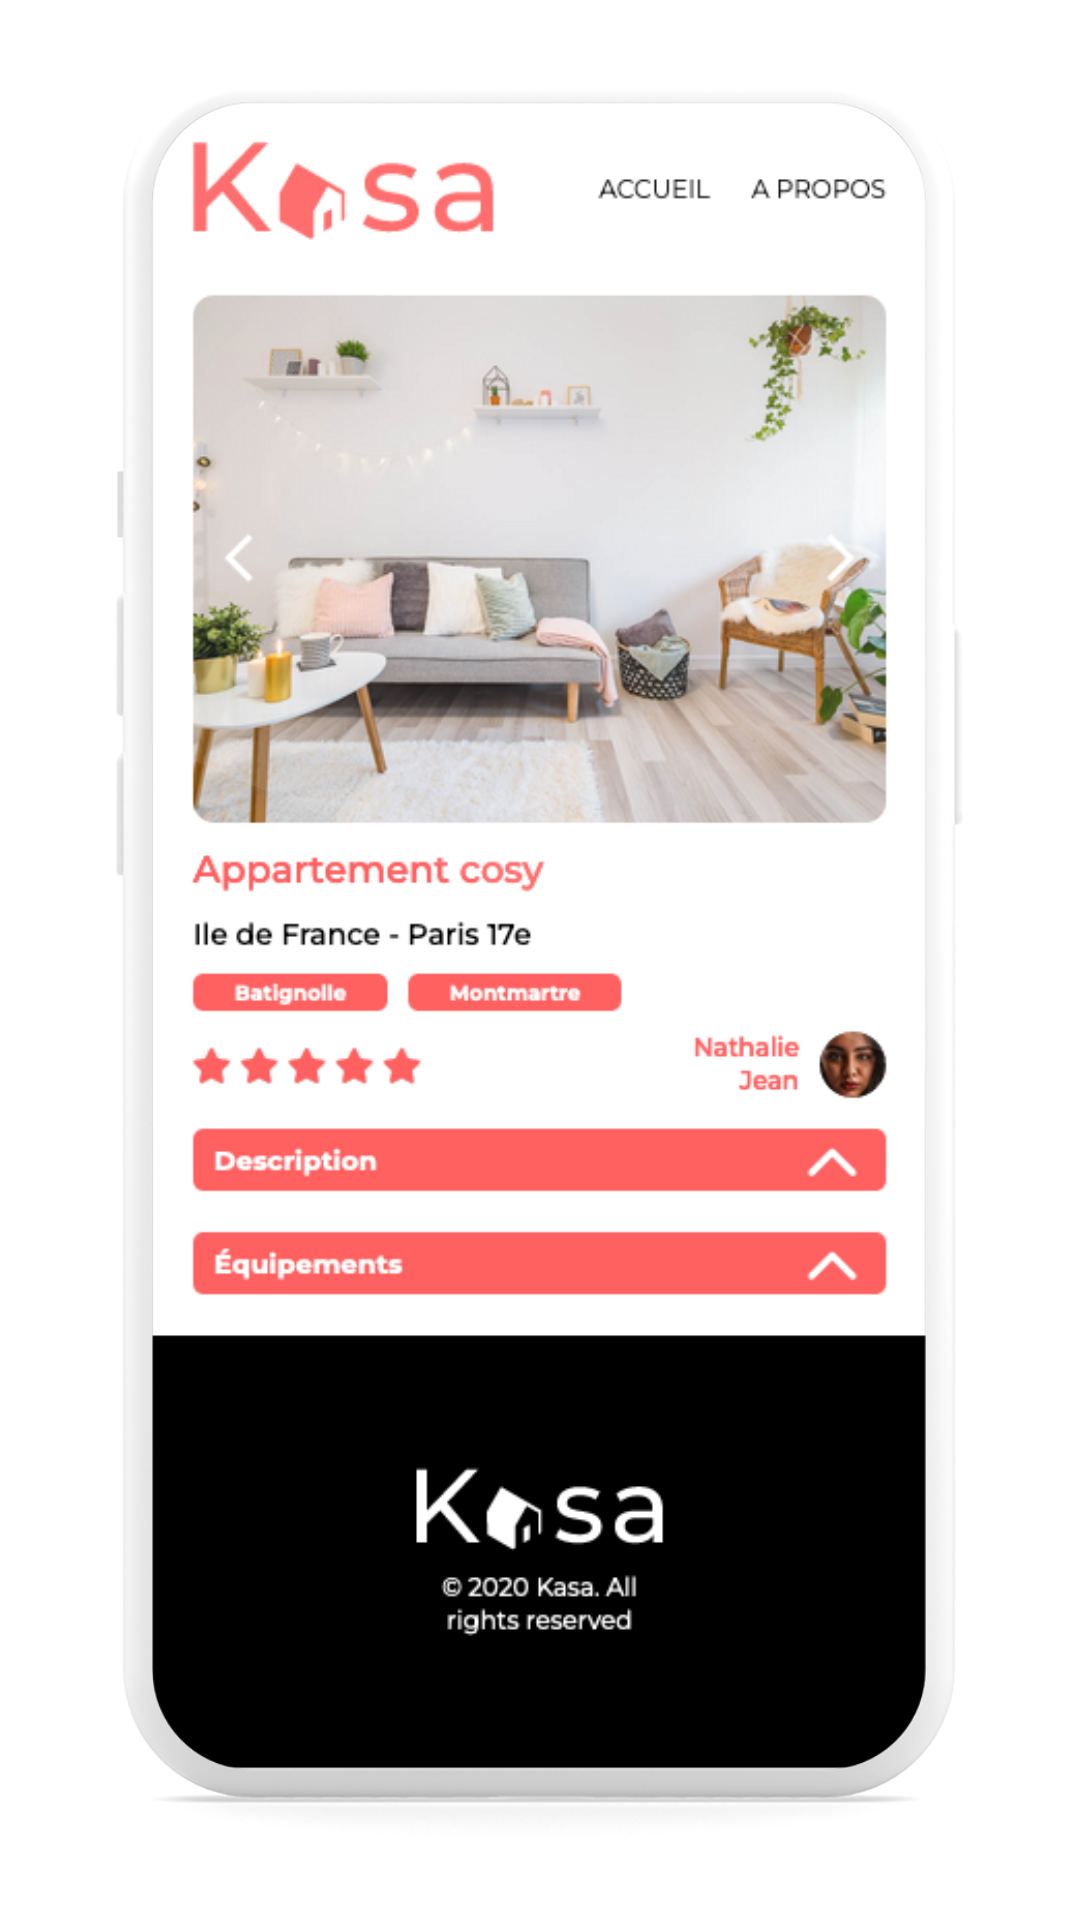 Kasa
ACCUEIL A PROPOS
Appartement cosy
Ile de France - Paris 17e
Batignolle Montmartre
Nathalie
Jean
Description
Équipements
Kasa
© 2020 Kasa. All
rights reserved